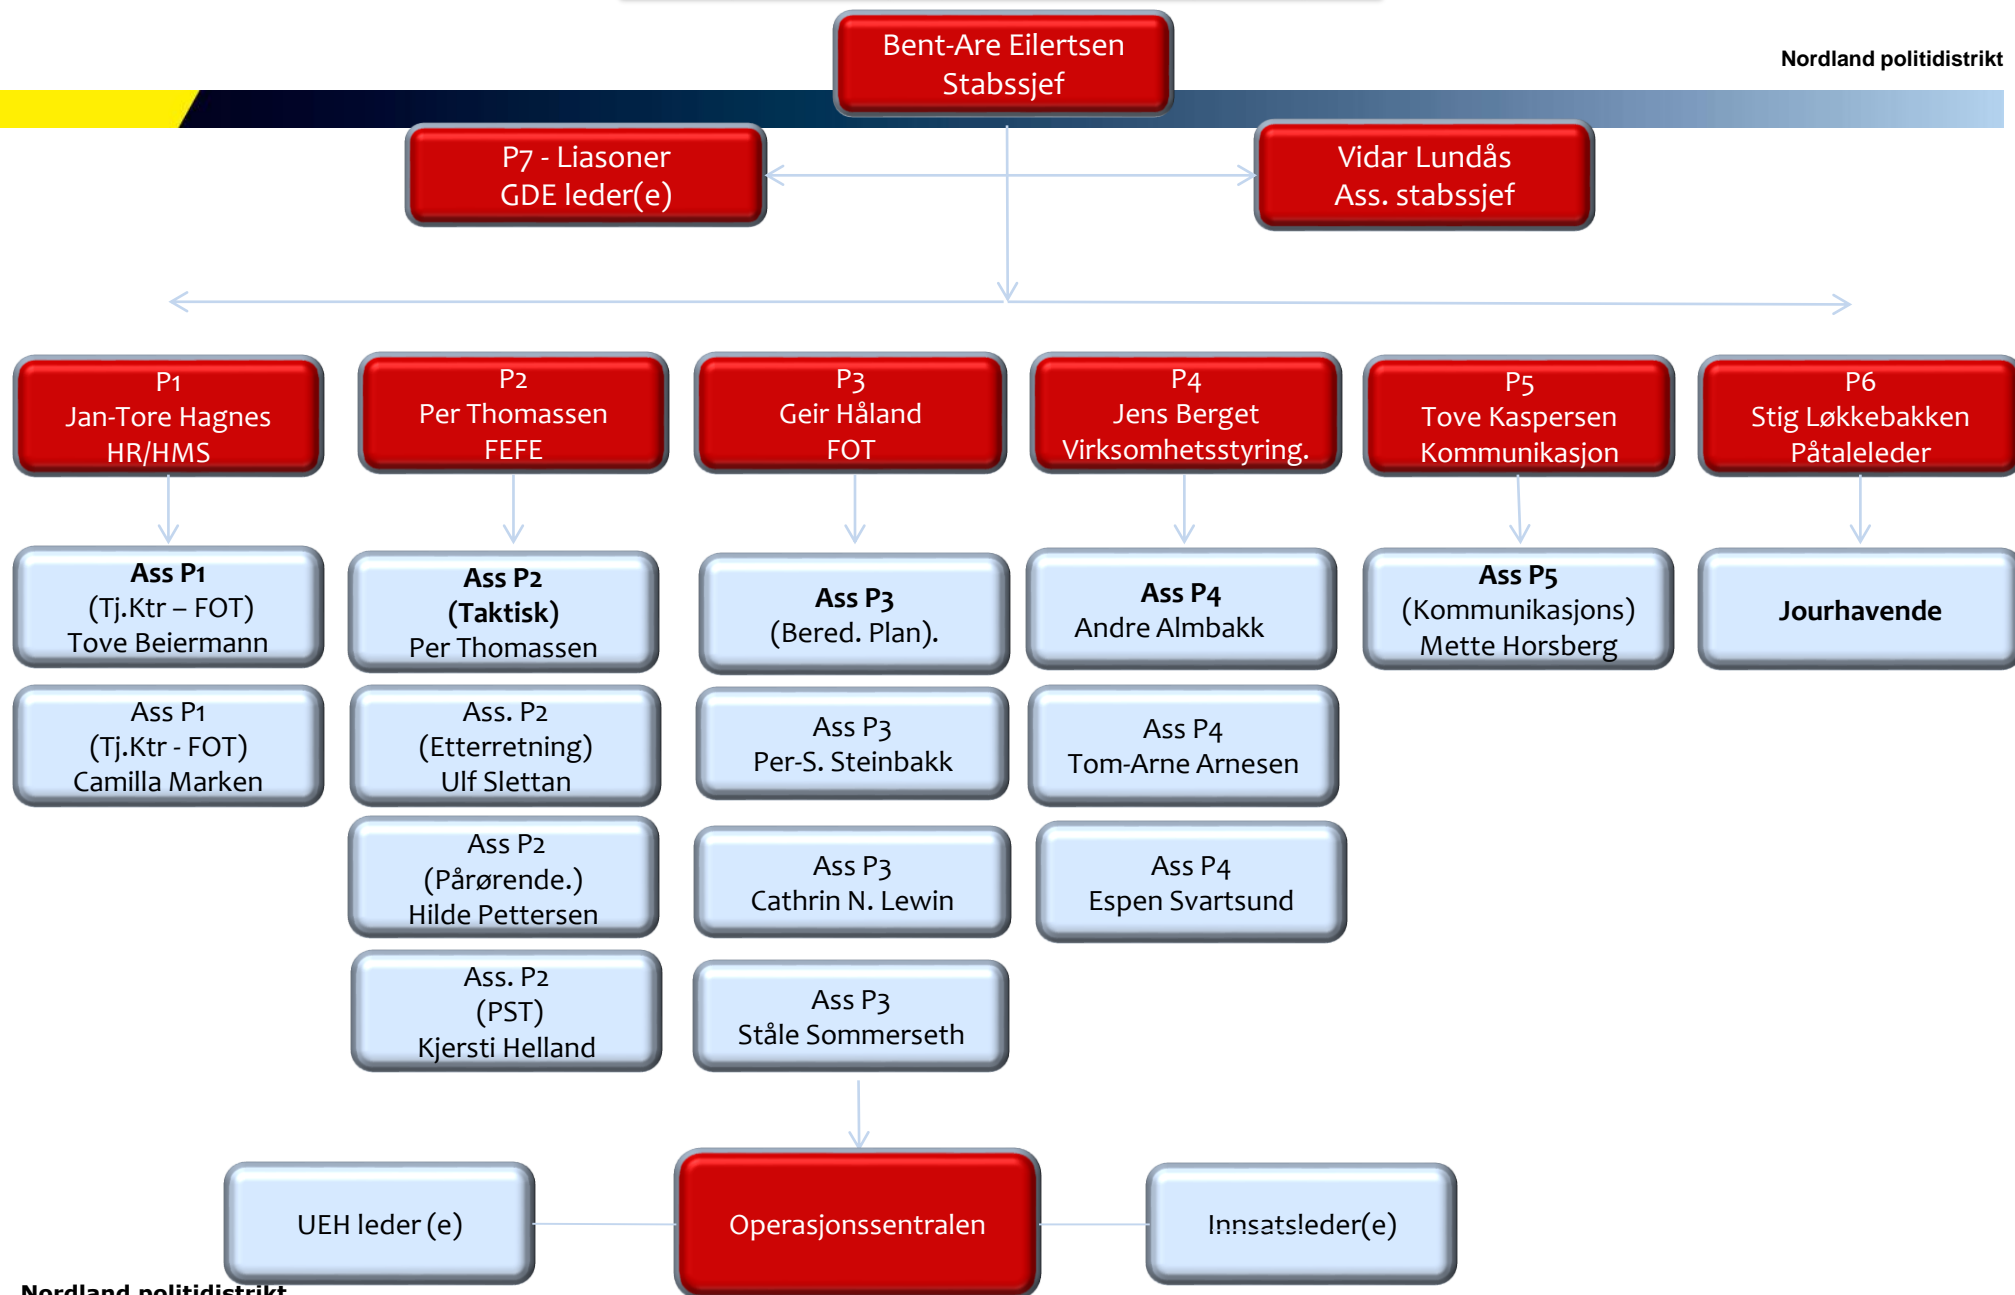 Bent-Are Eilertsen
Stabssjef
Nordland politidistrikt
P7 - Liasoner
GDE leder(e)
Vidar Lundås
Ass. stabssjef
P1
Jan-Tore Hagnes
HR/HMS
P2
Per Thomassen
FEFE
P3
Geir Håland
FOT
P4
Jens Berget
Virksomhetsstyring.
P5
Tove Kaspersen
Kommunikasjon
P6
Stig Løkkebakken
Påtaleleder
Ass P1
(Tj.Ktr – FOT)
Tove Beiermann
Ass P2
(Taktisk)
Per Thomassen
Ass P3
(Bered. Plan).
Ass P4
Andre Almbakk
Ass P5
(Kommunikasjons)
Mette Horsberg
Jourhavende
Ass P1
(Tj.Ktr - FOT)
Camilla Marken
Ass. P2
(Etterretning)
Ulf Slettan
Ass P3
Per-S. Steinbakk
Ass P4
Tom-Arne Arnesen
Ass P2
(Pårørende.)
Hilde Pettersen
Ass P3
Cathrin N. Lewin
Ass P4
Espen Svartsund
Ass. P2
(PST)
Kjersti Helland
Ass P3
Ståle Sommerseth
UEH leder (e)
Operasjonssentralen
Innsatsleder(e)
Nordland politidistrikt